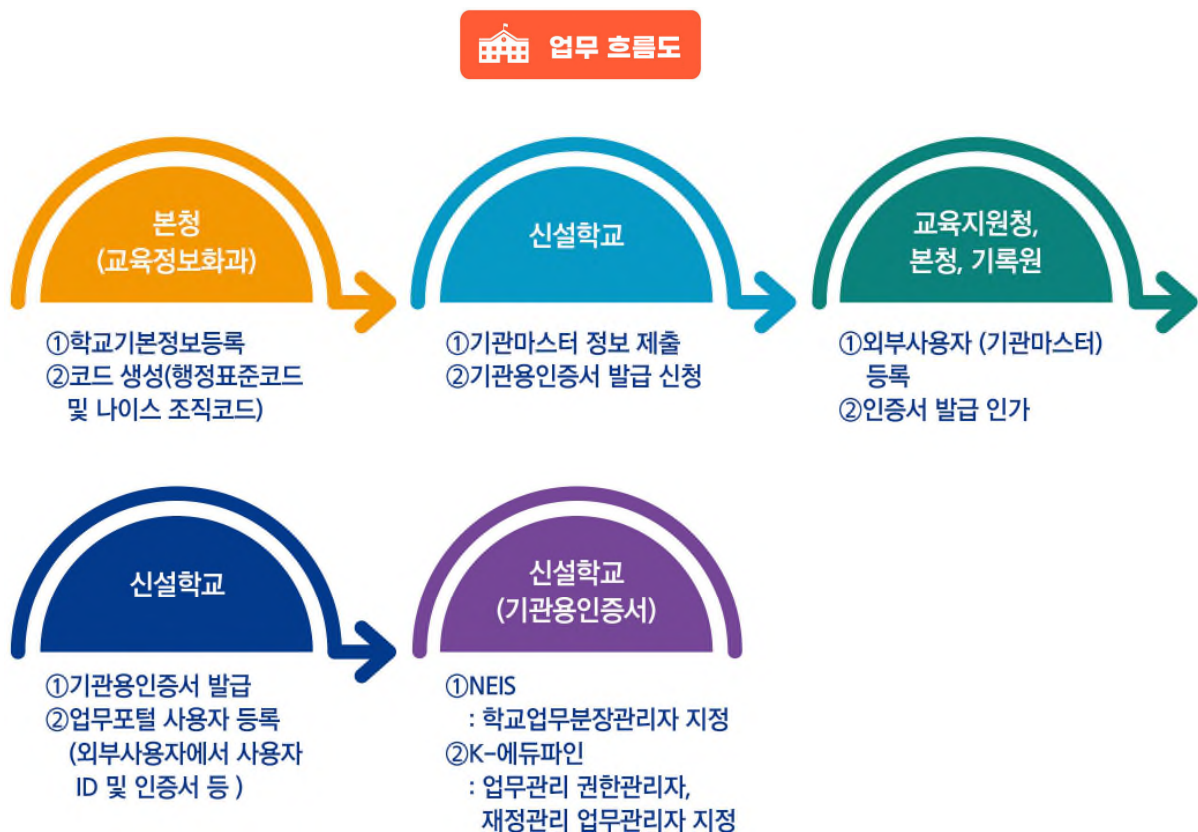 업무 흐름도
본청
(교육정보화과)
①학교기본정보등록
②코드 생성(행정표준코드
및 나이스 조직코드)
신설학교
①기관마스터 정보 제출
②기관용인증서 발급 신청
교육지원청,
본청, 기록원
①외부사용자 (기관마스터)
등록
②인증서 발급 인가
신설학교
①기관용인증서 발급
②업무포털 사용자 등록
(외부사용자에서 사용자
ID 및 인증서 등 )
신설학교
(기관용인증서)
①NEIS
: 학교업무분장관리자 지정
②K-에듀파인
: 업무관리 권한관리자,
재정관리 업무관리자 지정